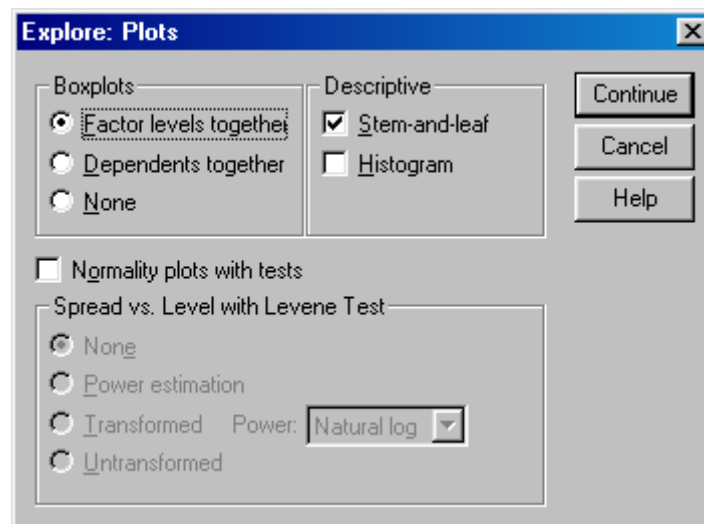 Explore: Plots
Boxplots
Factor levels together
Dependents together
None
Descriptive
Stem-and-leaf
Histogram
Continue
Cancel
Help
Normality plots with tests
Spread vs. Level with Levene Test
None
Power estimation
Transformed Power: Natural log
Untransformed